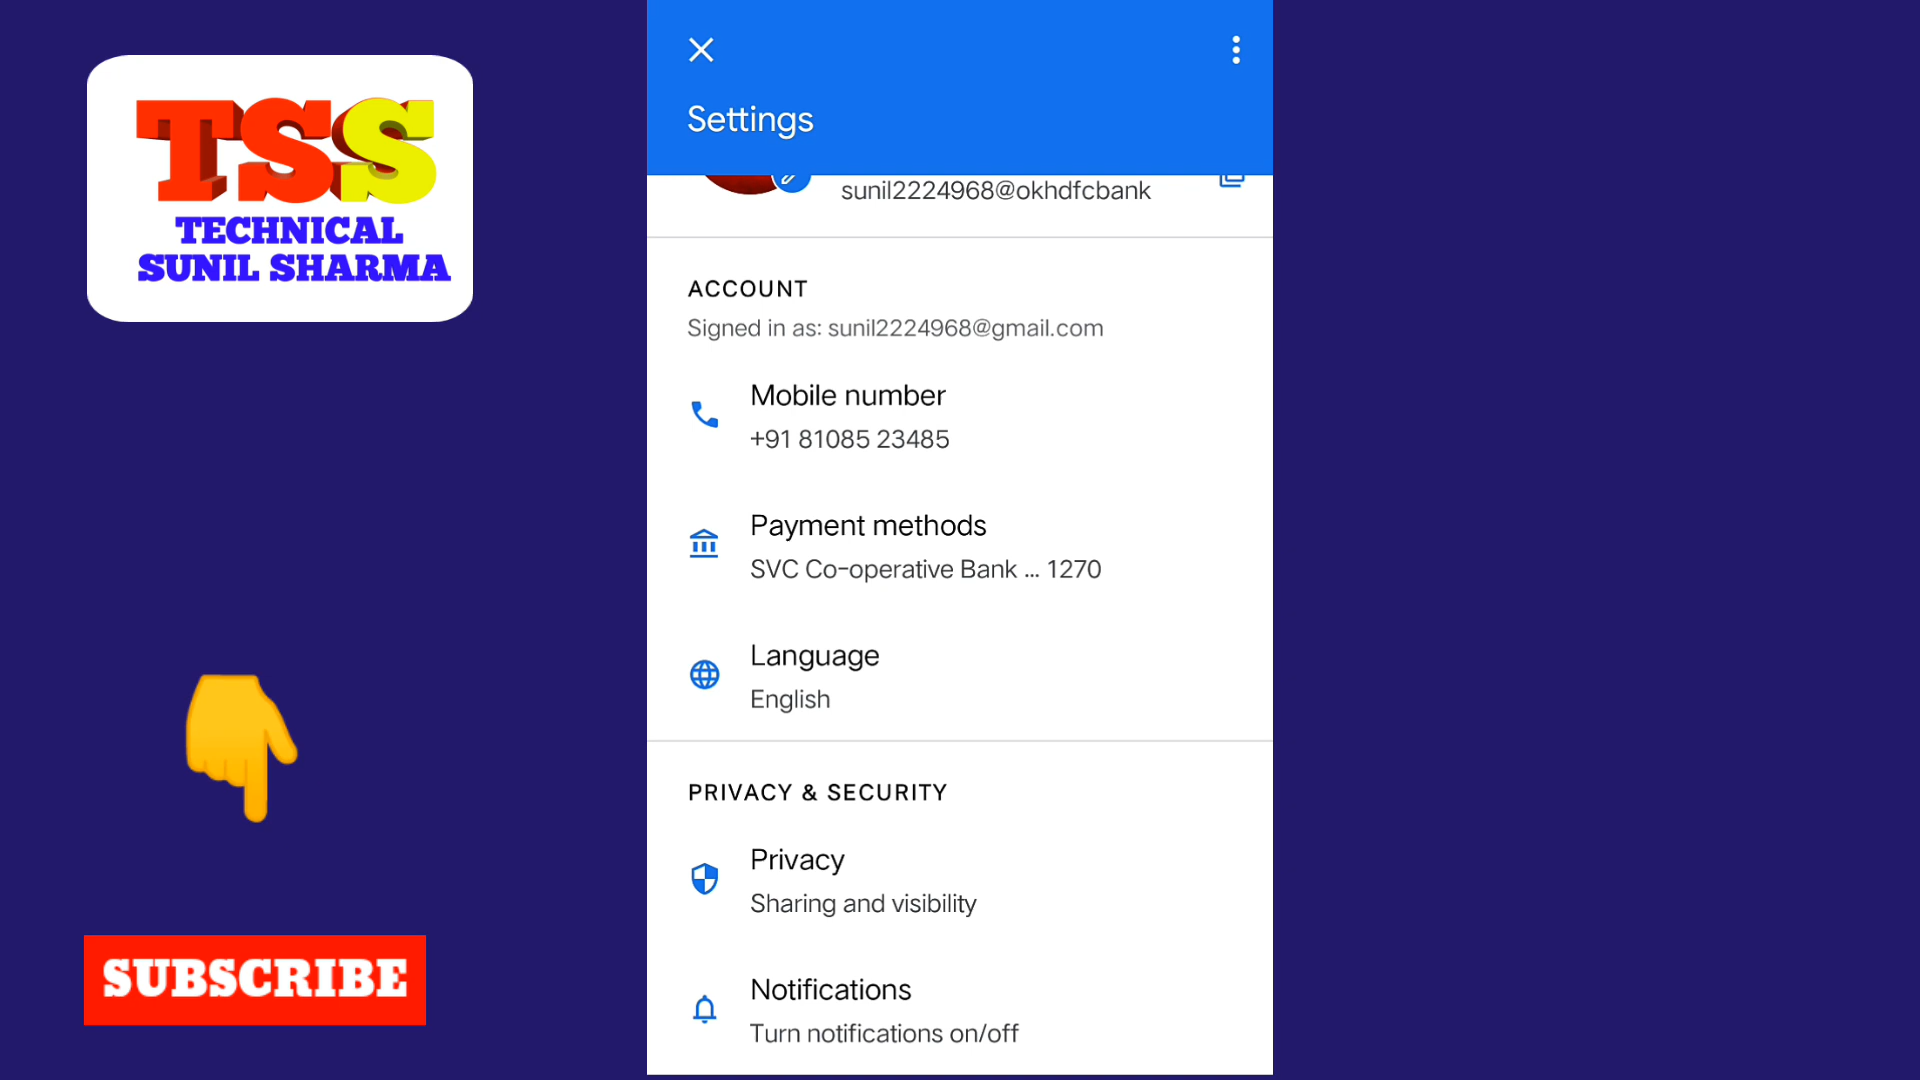 TSS
TECHNICAL
SUNIL SHARMA
SUBSCRIBE
Settings
sunil2224968@okhdfcbank
ACCOUNT
Signed in as: sunil2224968@gmail.com
Mobile number
+91 81085 23485
Payment methods
SVC Co-operative Bank ... 1270
Language
English
PRIVACY & SECURITY
Privacy
Sharing and visibility
Notifications
Turn notifications on/off